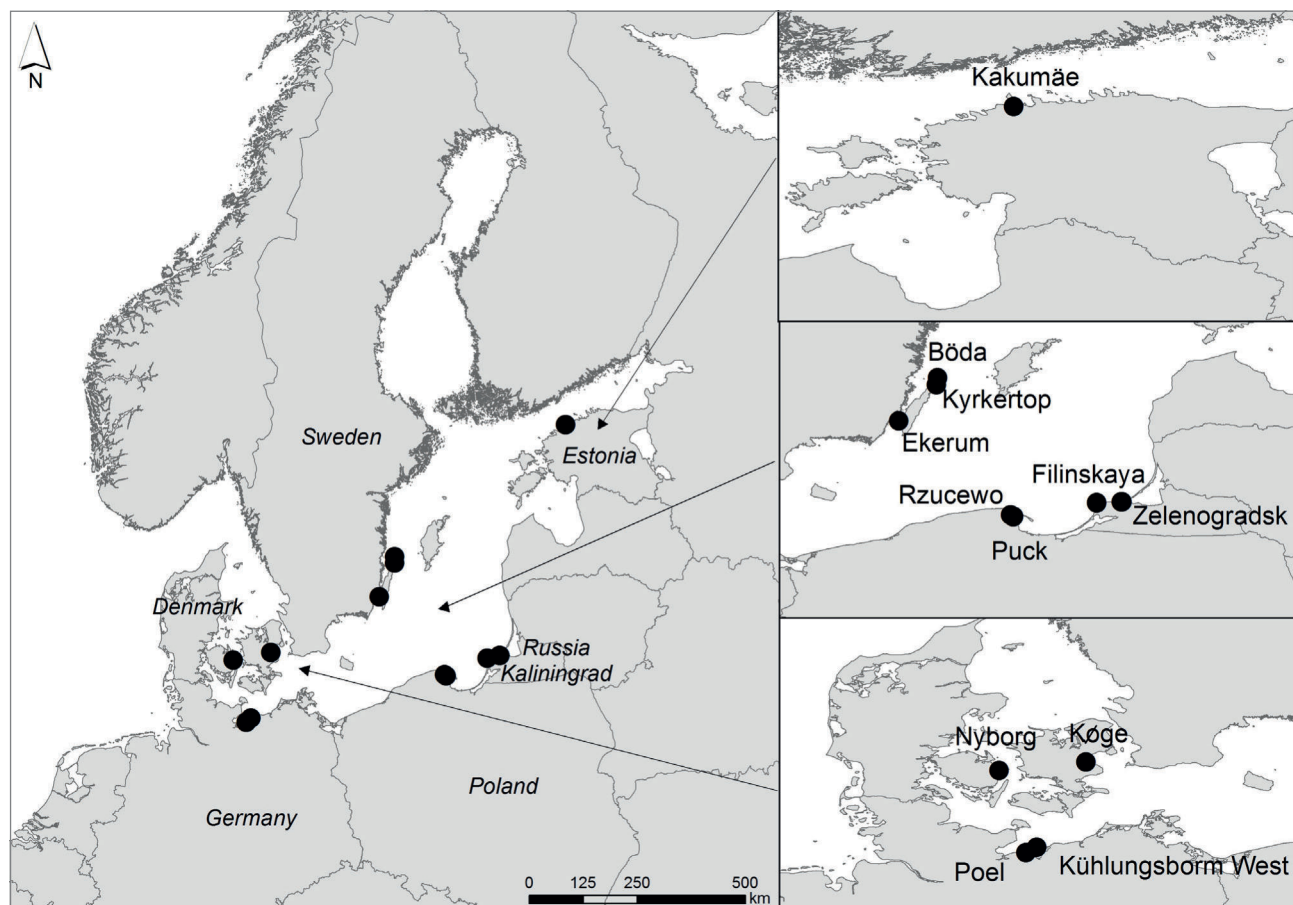 N
Sweden
Estonia
Denmark
Russia
Kaliningrad
Poland
Germany
0 125 250 500
km
Kakumäe
Böda
Kyrkertop
Ekerum
Filinskaya
Rzucewo
Zelenogradsk
Puck
Nyborg
Køge
Poel
Kühlungsborm West